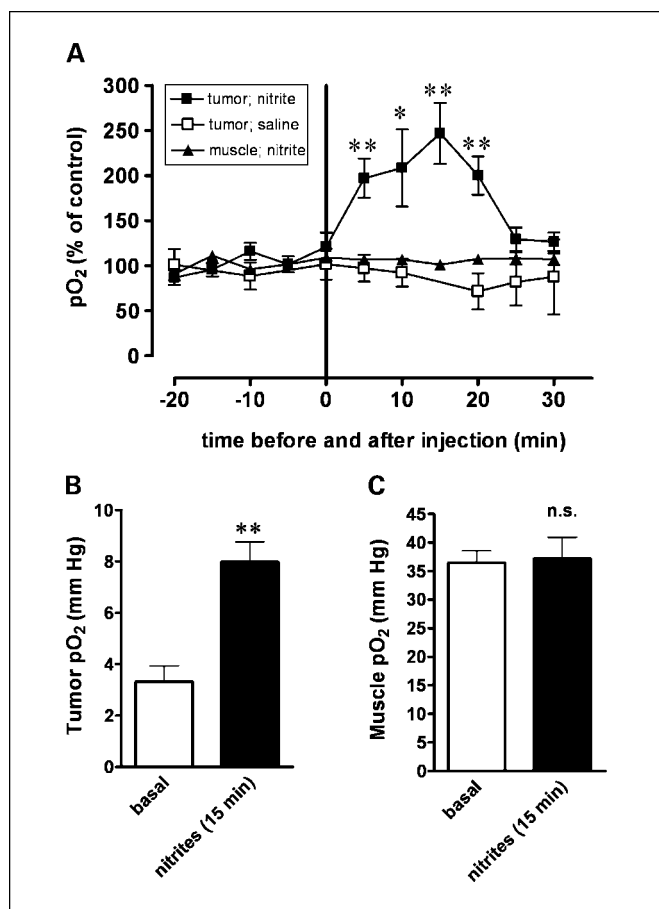 A
300
250
200
150
100
50
0
pO₂ (% of control)
tumor; nitrite
tumor; saline
muscle; nitrite
** * ** **
-20 -10 0 10 20 30
time before and after injection (min)
B
10
8
6
4
2
0
Tumor pO₂ (mm Hg)
**
basal
nitrites (15 min)
C
45
40
35
30
25
20
15
10
5
0
Muscle pO₂ (mm Hg)
n.s.
basal
nitrites (15 min)